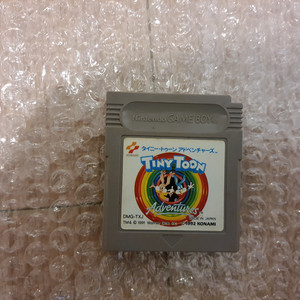 Nintendo GAME BOY
KONAMI
タイニートゥーン アドベンチャーズ
TINY TOON
Adventures
DMG-TXJ
MADE IN JAPAN
1992 KONAMI